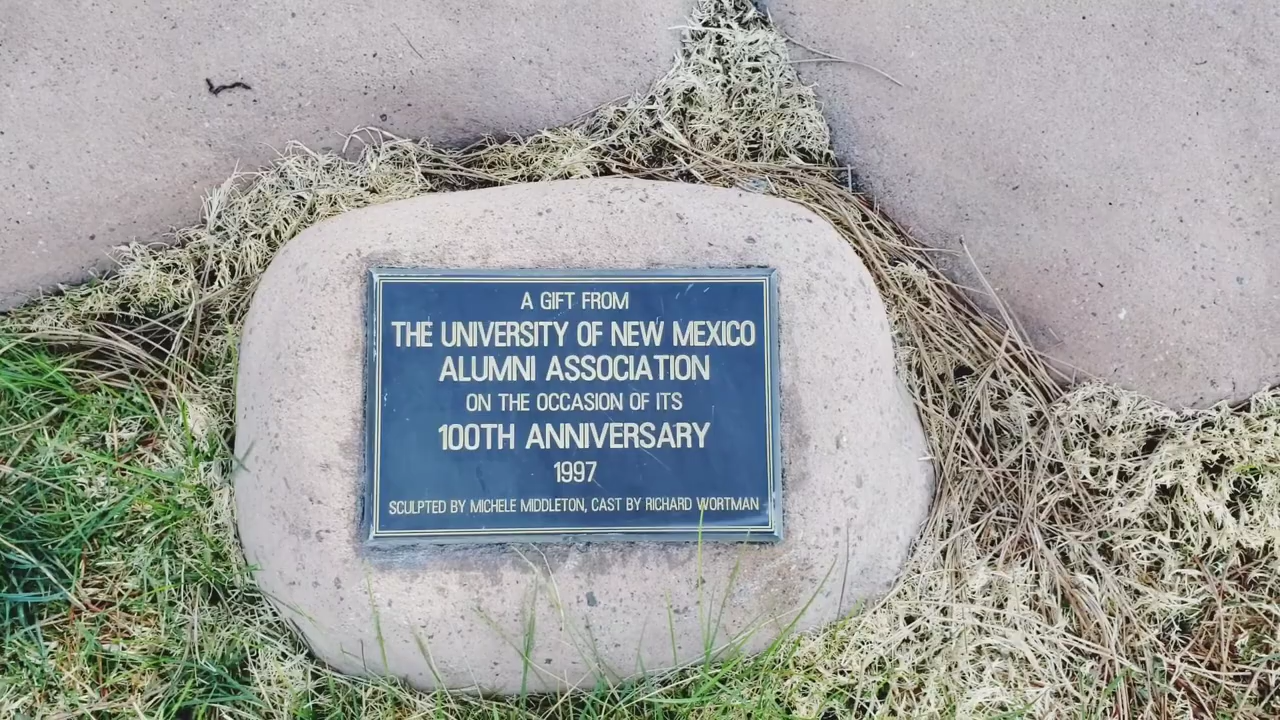 A GIFT FROM
THE UNIVERSITY OF NEW MEXICO
ALUMNI ASSOCIATION
ON THE OCCASION OF ITS
100TH ANNIVERSARY
1997
SCULPTED BY MICHELE MIDDLETON, CAST BY RICHARD WORTMAN